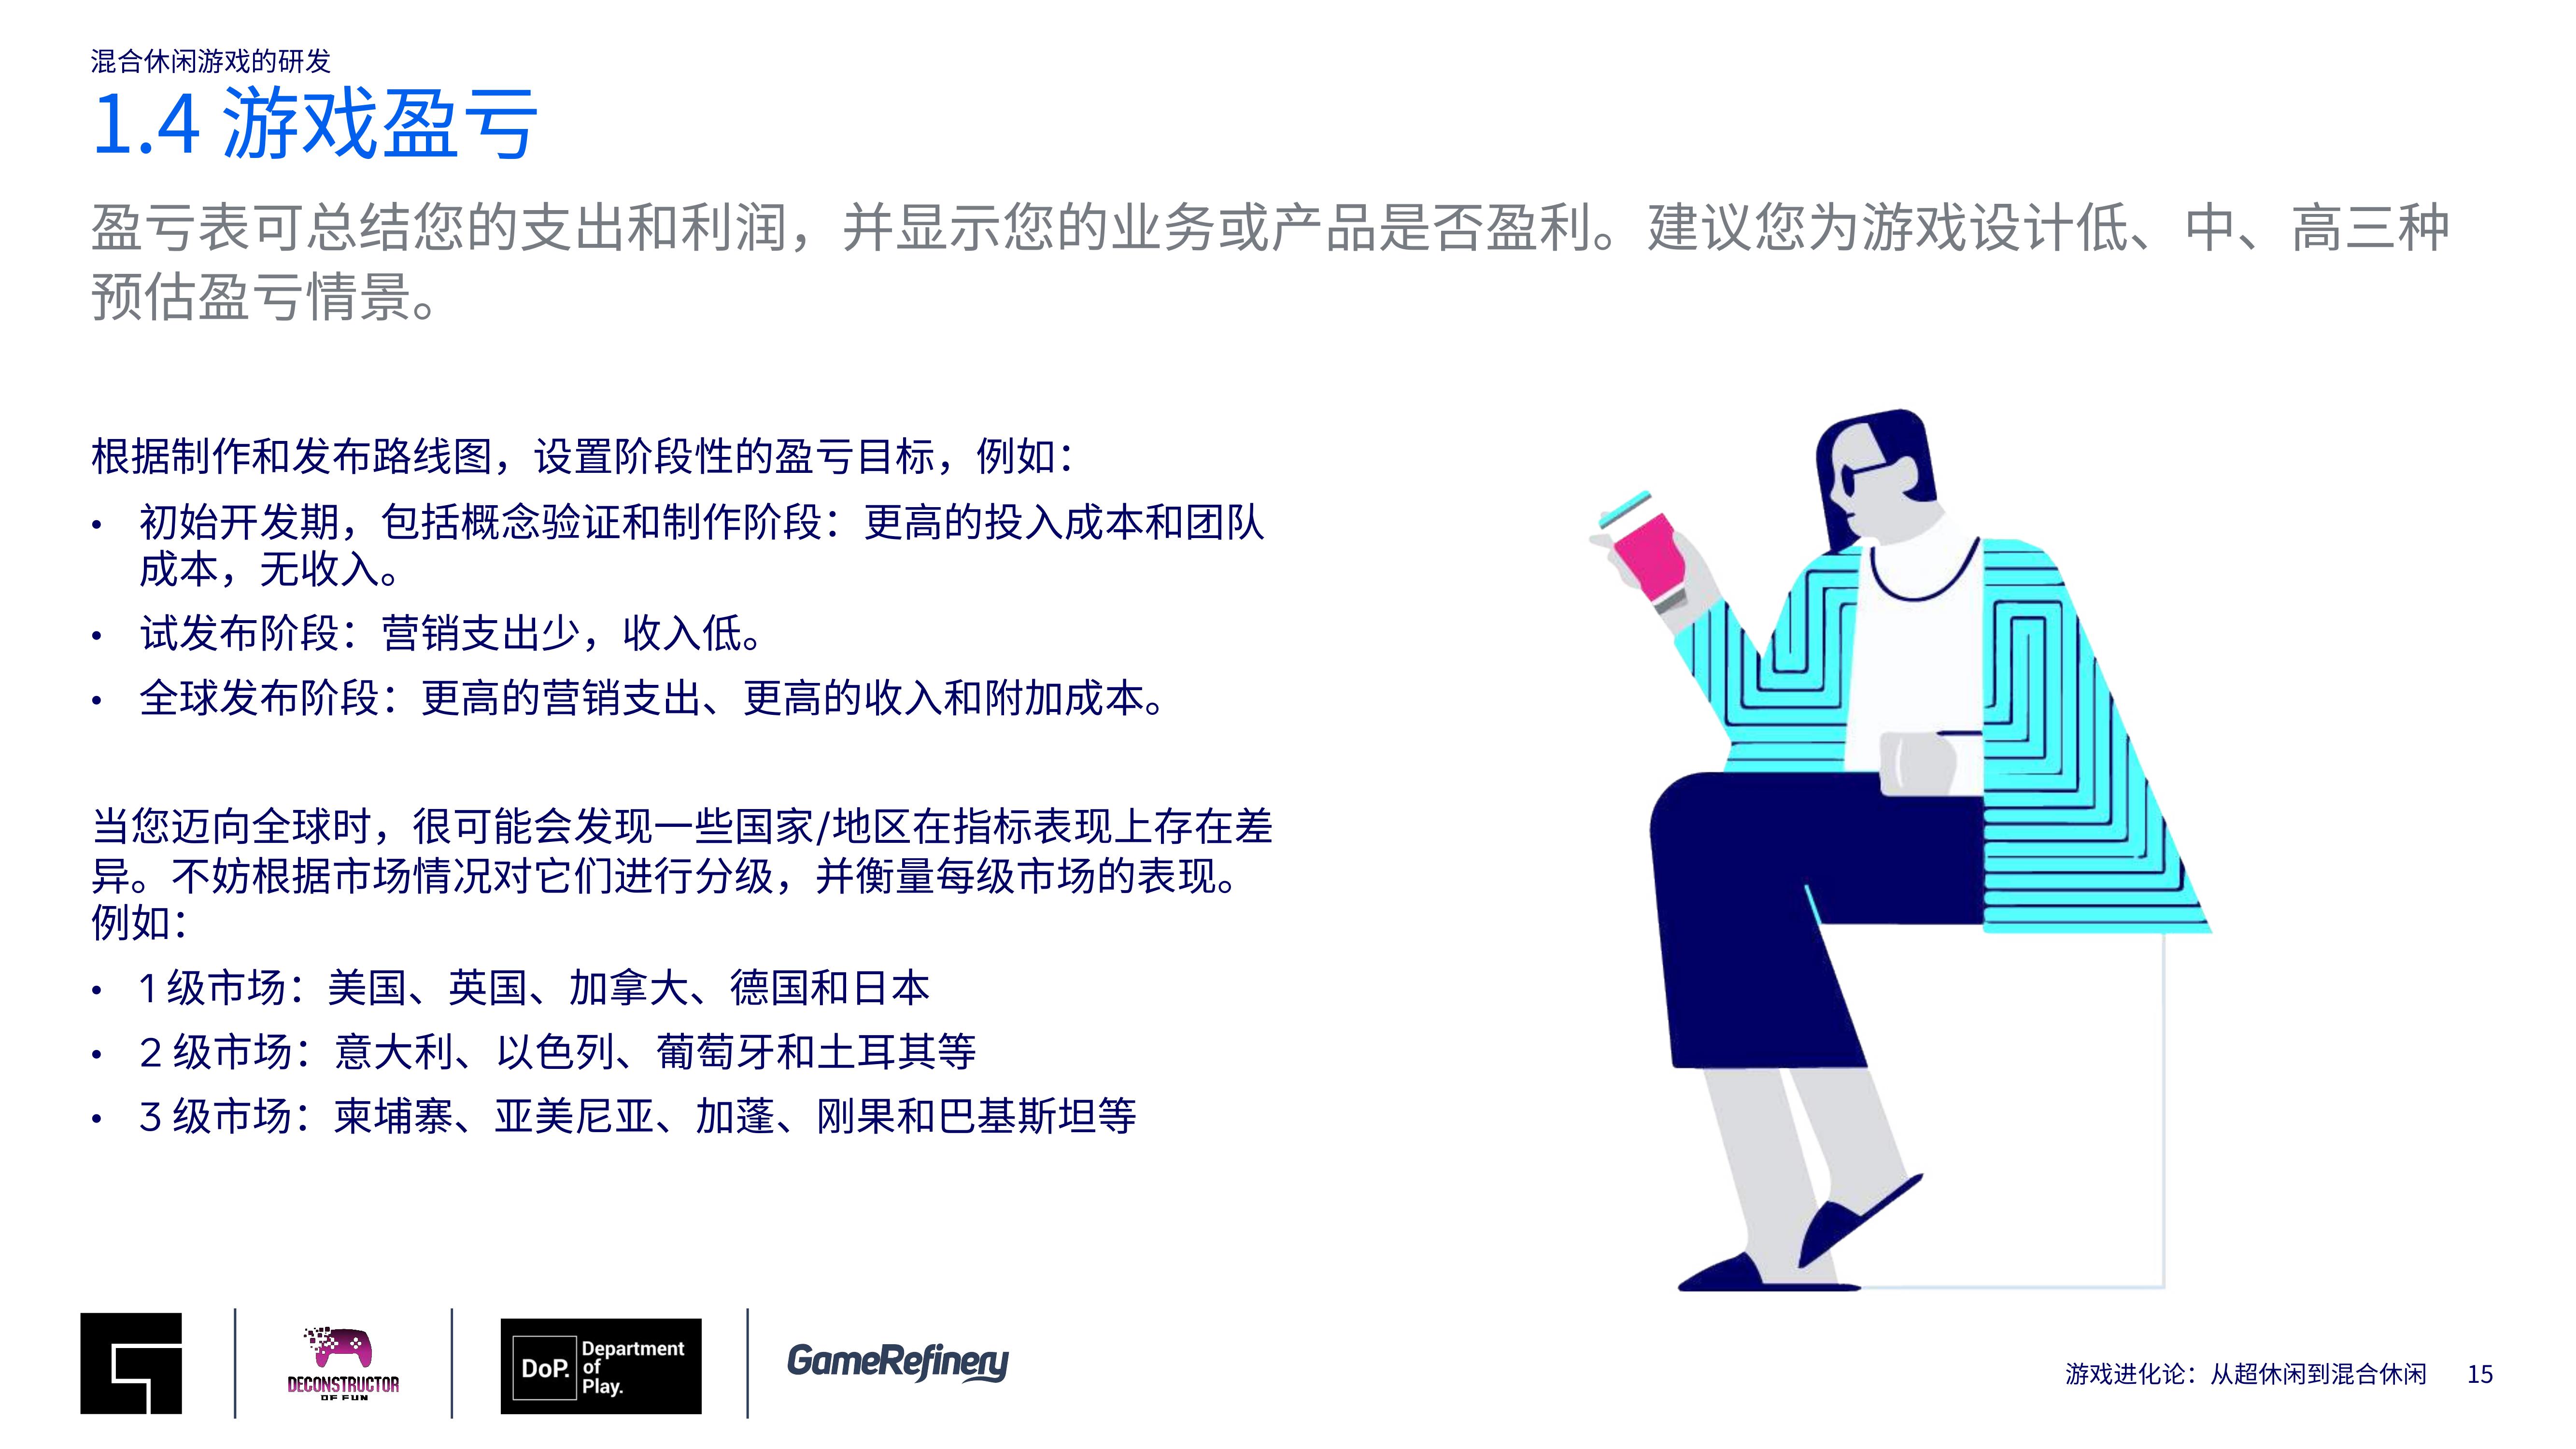 混合休闲游戏的研发
1.4 游戏盈亏
盈亏表可总结您的支出和利润，并显示您的业务或产品是否盈利。建议您为游戏设计低、中、高三种
预估盈亏情景。
根据制作和发布路线图，设置阶段性的盈亏目标，例如：
• 初始开发期，包括概念验证和制作阶段：更高的投入成本和团队
成本，无收入。
• 试发布阶段：营销支出少，收入低。
• 全球发布阶段：更高的营销支出、更高的收入和附加成本。
当您迈向全球时，很可能会发现一些国家/地区在指标表现上存在差
异。不妨根据市场情况对它们进行分级，并衡量每级市场的表现。
例如：
• 1 级市场：美国、英国、加拿大、德国和日本
• 2 级市场：意大利、以色列、葡萄牙和土耳其等
• 3 级市场：柬埔寨、亚美尼亚、加蓬、刚果和巴基斯坦等
DECONSTRUCTOR
OF FUN
DoP.
Department
of
Play.
GameRefinery
游戏进化论：从超休闲到混合休闲 15